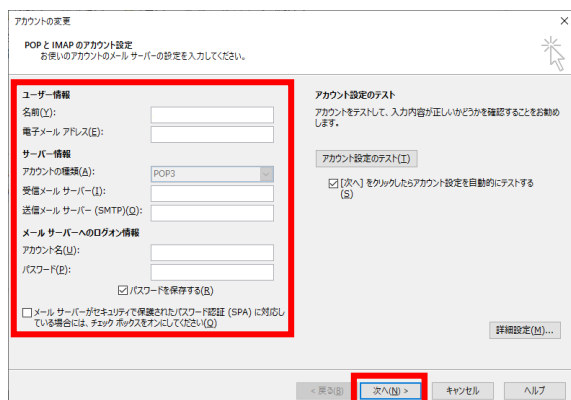 アカウントの変更
POP と IMAP のアカウント設定
お使いのアカウントのメール サーバーの設定を入力してください。
ユーザー情報
名前(Y):
電子メール アドレス(E):
サーバー情報
アカウントの種類(A):
POP3
受信メール サーバー(I):
送信メール サーバー (SMTP)(O):
メール サーバーへのログオン情報
アカウント名(U):
パスワード(P):
パスワードを保存する(R)
メール サーバーがセキュリティで保護されたパスワード認証 (SPA) に対応し
ている場合には、チェック ボックスをオンにしてください(Q)
アカウント設定のテスト
アカウントをテストして、入力内容が正しいかどうかを確認することをお勧め
します。
アカウント設定のテスト(T)
[次へ] をクリックしたらアカウント設定を自動的にテストする
(S)
詳細設定(M)...
< 戻る(B)
次へ(N) >
キャンセル
ヘルプ